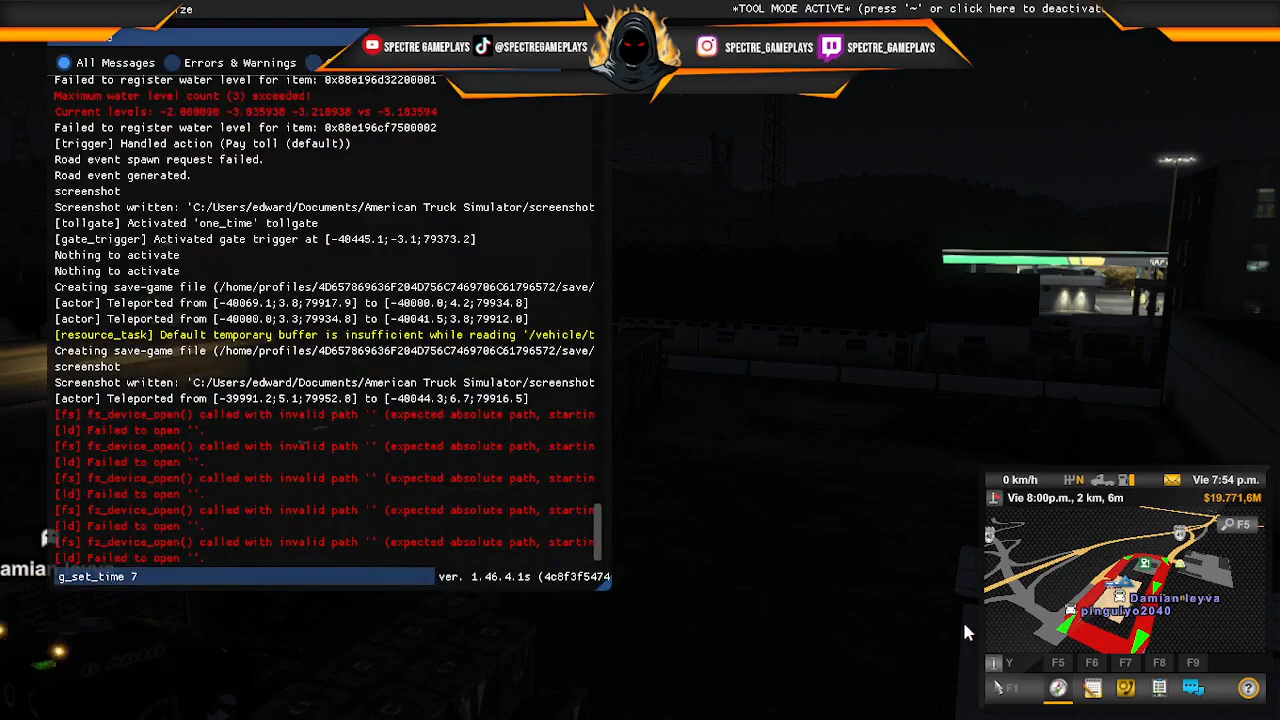 ze
*TOOL MODE ACTIVE* (press '~' or click here to deactivat
SPECTRE GAMEPLAYS
@SPECTREGAMEPLAYS
SPECTRE_GAMEPLAYS
SPECTRE_GAMEPLAYS
All Messages
Errors & Warnings
Failed to register water level for item: 0x88e196d32200001
Maximum water level count (3) exceeded!
Current levels: -2.000000 -3.835938 -3.218938 vs -5.183594
Failed to register water level for item: 0x88e196cf7500002
[trigger] Handled action (Pay toll (default))
Road event spawn request failed.
Road event generated.
screenshot
Screenshot written: 'C:/Users/edward/Documents/American Truck Simulator/screenshot
[tollgate] Activated 'one_time' tollgate
[gate_trigger] Activated gate trigger at [-40445.1;-3.1;79373.2]
Nothing to activate
Nothing to activate
Creating save-game file (/home/profiles/4D657869636F204D756C7469706C61796572/save/
[actor] Teleported from [-40069.1;3.8;79917.9] to [-40000.0;4.2;79934.8]
[actor] Teleported from [-40000.0;3.8;79934.8] to [-40041.5;3.8;79912.0]
[resource_task] Default temporary buffer is insufficient while reading '/vehicle/t
Creating save-game file (/home/profiles/4D657869636F204D756C7469706C61796572/save/
screenshot
Screenshot written: 'C:/Users/edward/Documents/American Truck Simulator/screenshot
[actor] Teleported from [-39991.2;5.1;79952.8] to [-40044.3;6.7;79916.5]
[fs] fs_device_open() called with invalid path '' (expected absolute path, startin
[ld] Failed to open ''.
[fs] fs_device_open() called with invalid path '' (expected absolute path, startin
[ld] Failed to open ''.
[fs] fs_device_open() called with invalid path '' (expected absolute path, startin
[ld] Failed to open ''.
[fs] fs_device_open() called with invalid path '' (expected absolute path, startin
[ld] Failed to open ''.
[fs] fs_device_open() called with invalid path '' (expected absolute path, startin
[ld] Failed to open ''.
g_set_time 7
ver. 1.46.4.1s (4c8f3f5474
0 km/h
N
Vie 7:54 p.m.
Vie 8:00p.m., 2 km, 6m
$19.771,6M
F5
Damian leyva
pinguiyo2040
Y
F5
F6
F7
F8
F9
F1